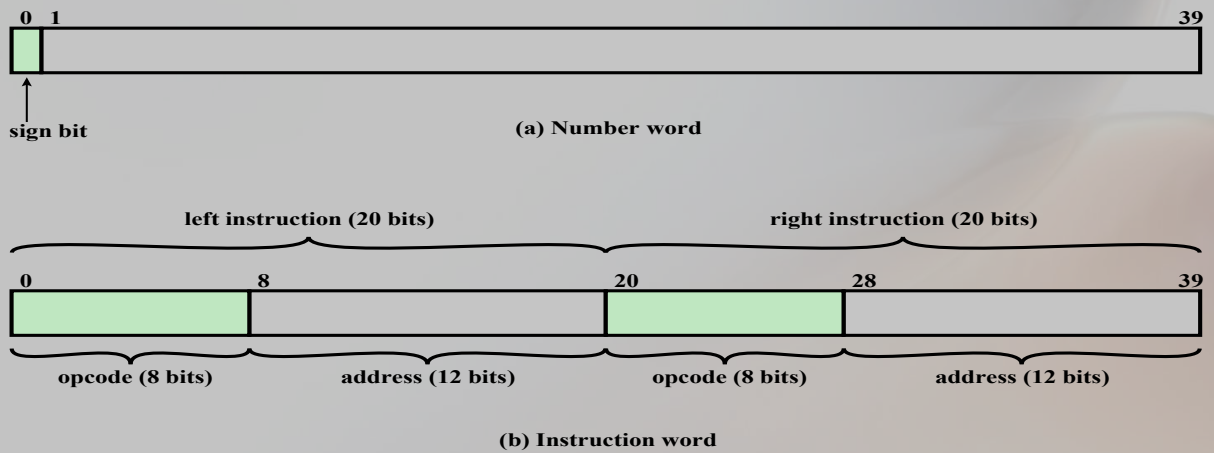 0 1 39
sign bit
(a) Number word
left instruction (20 bits) right instruction (20 bits)
0 8 20 28 39
opcode (8 bits) address (12 bits) opcode (8 bits) address (12 bits)
(b) Instruction word